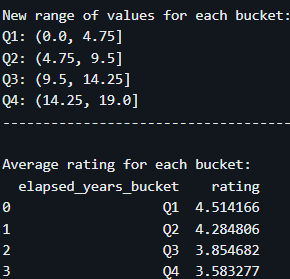 New range of values for each bucket:
Q1: (0.0, 4.75]
Q2: (4.75, 9.5]
Q3: (9.5, 14.25]
Q4: (14.25, 19.0]
------------------------------------
Average rating for each bucket:
elapsed_years_bucket rating
0 Q1 4.514166
1 Q2 4.284806
2 Q3 3.854682
3 Q4 3.583277